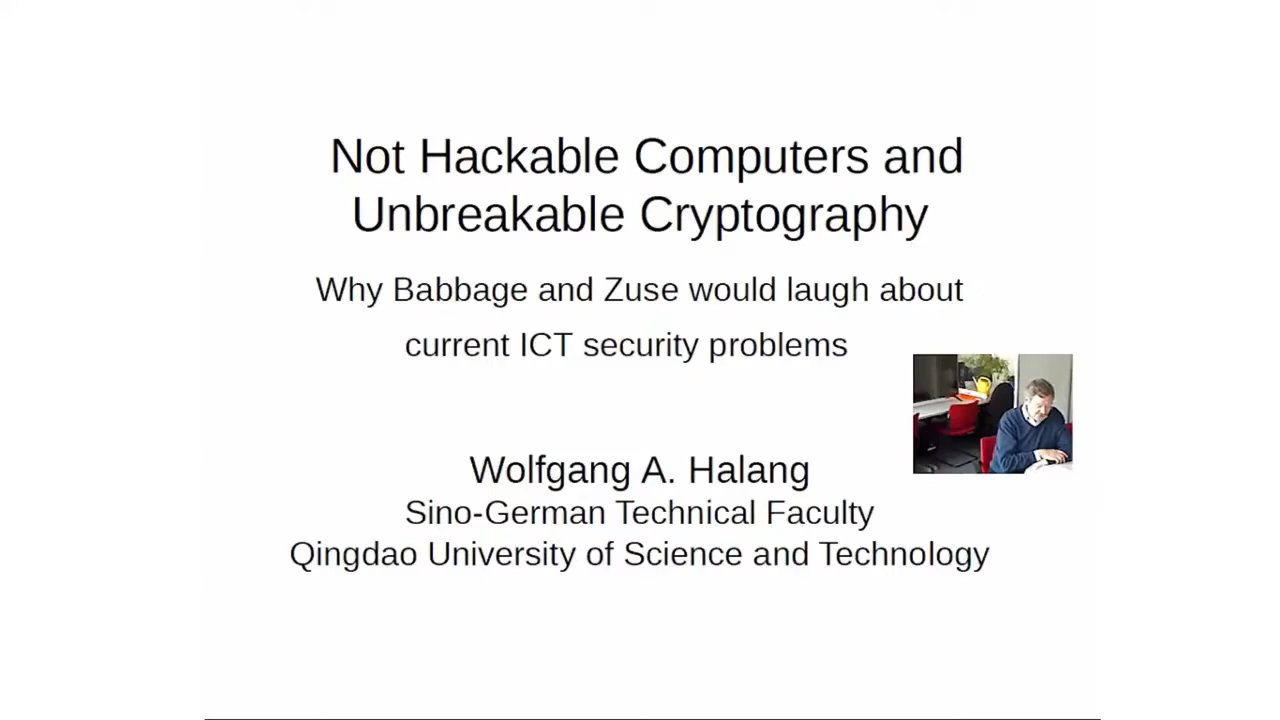 Not Hackable Computers and
Unbreakable Cryptography
Why Babbage and Zuse would laugh about
current ICT security problems
Wolfgang A. Halang
Sino-German Technical Faculty
Qingdao University of Science and Technology